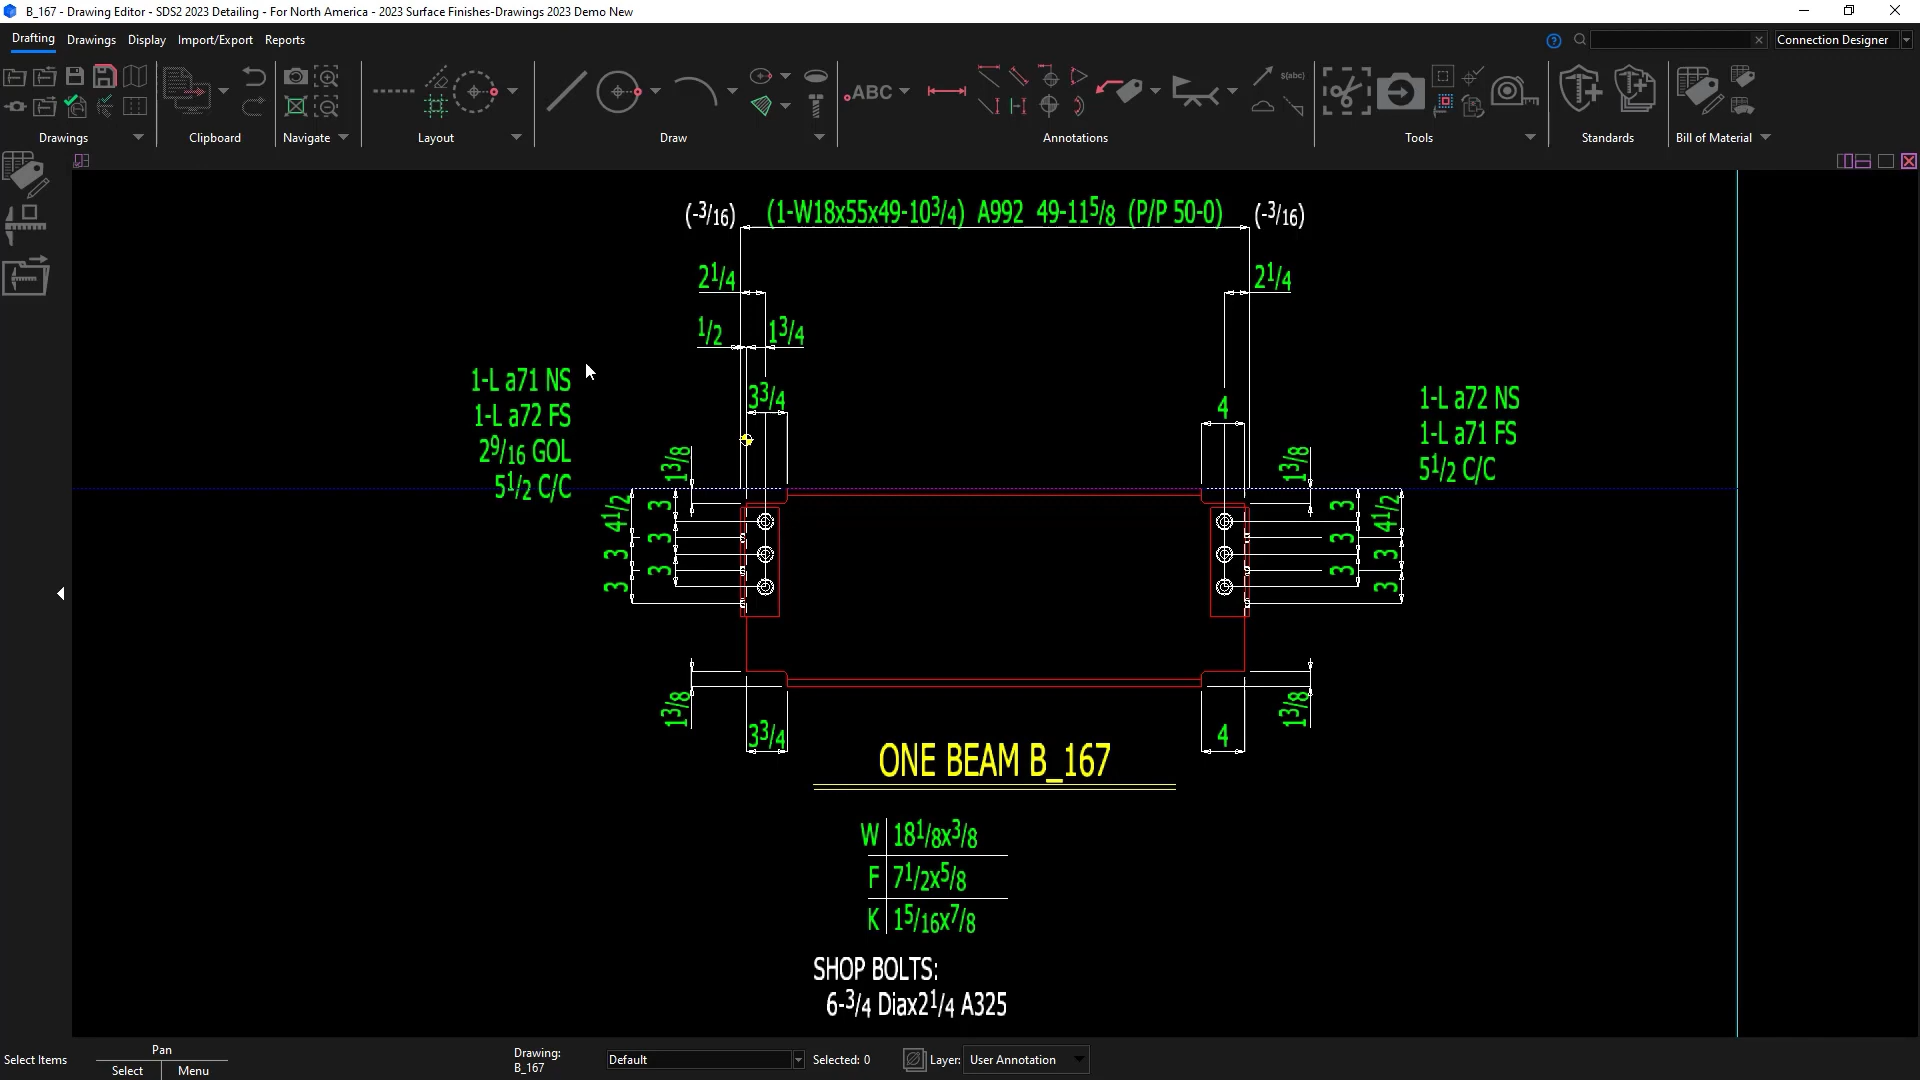 B_167 - Drawing Editor - SDS2 2023 Detailing - For North America - 2023 Surface Finishes-Drawings 2023 Demo New
Drafting Drawings Display Import/Export Reports
Connection Designer
ABC
$(abc)
Drawings Clipboard Navigate Layout Draw Annotations Tools Standards Bill of Material
(-3/16) (1-W18x55x49-103/4) A992 49-115/8 (P/P 50-0) (-3/16)
21/4 21/4
1/2 13/4
1-L a71 NS
1-L a72 FS
29/16 GOL
51/2 C/C
33/4
4
1-L a72 NS
1-L a71 FS
51/2 C/C
13/8 13/8
41/2 3 3 41/2
3 3 3 3
3 3 3 3
13/8 13/8
33/4 4
ONE BEAM B_167
W 181/8x3/8
F 71/2x5/8
K 15/16x7/8
SHOP BOLTS:
6-3/4 Diax21/4 A325
Select Items
Pan
Select Menu
Drawing:
B_167
Default
Selected: 0
Layer: User Annotation